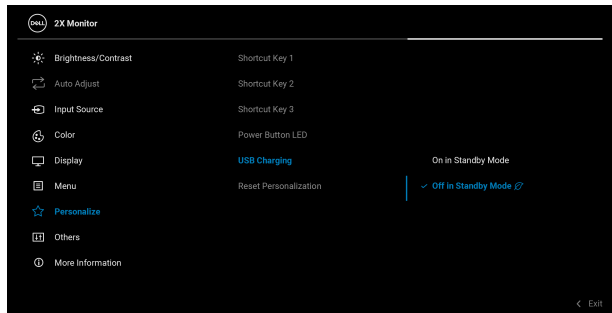 DELL
2X Monitor
Brightness/Contrast
Auto Adjust
Input Source
Color
Display
Menu
Personalize
Others
More Information
Shortcut Key 1
Shortcut Key 2
Shortcut Key 3
Power Button LED
USB Charging
Reset Personalization
On in Standby Mode
Off in Standby Mode
Exit